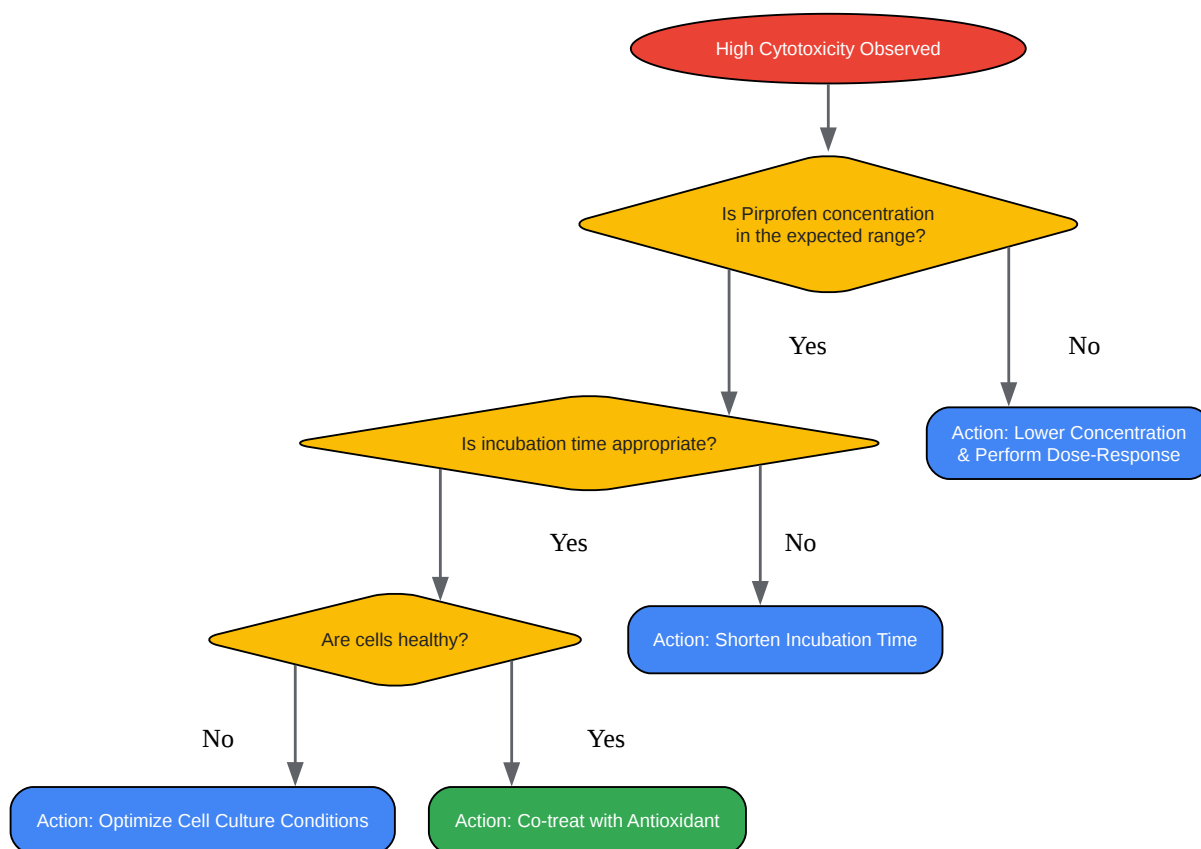 High Cytotoxicity Observed
Is Pirprofen concentration
in the expected range?
Yes
No
Action: Lower Concentration
& Perform Dose-Response
Is incubation time appropriate?
Yes
No
Action: Shorten Incubation Time
Are cells healthy?
No
Yes
Action: Optimize Cell Culture Conditions
Action: Co-treat with Antioxidant